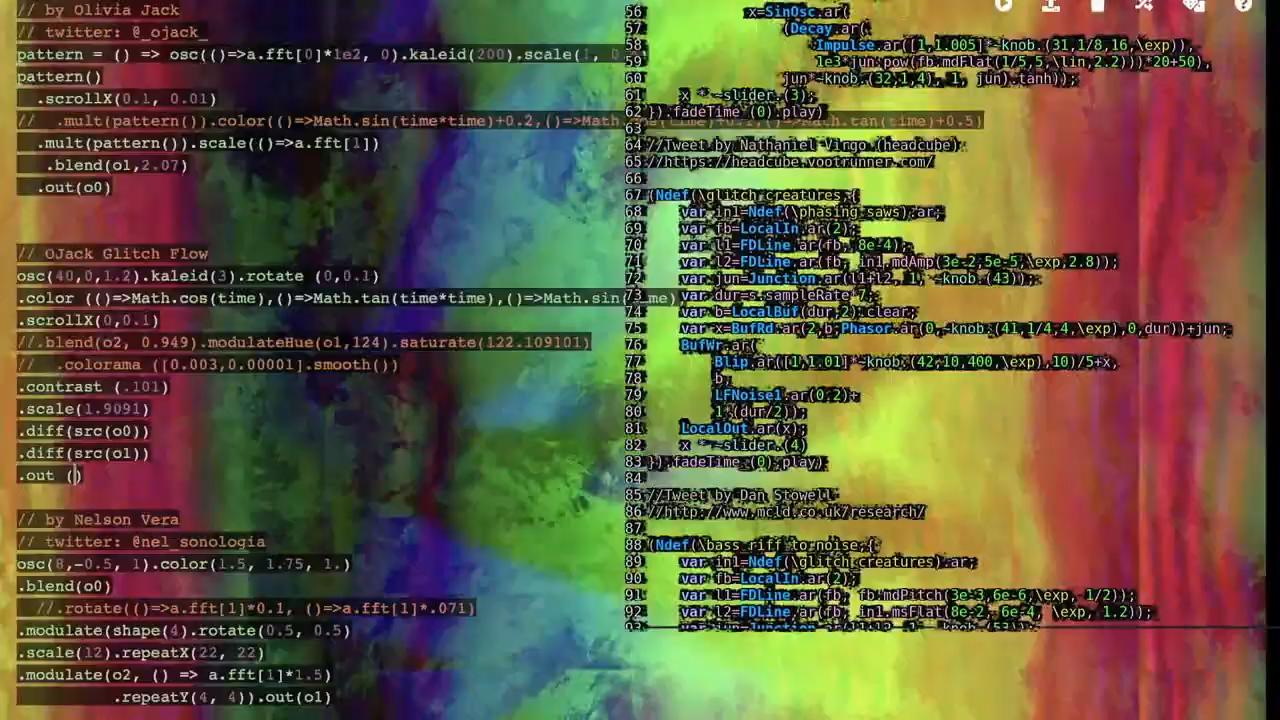 // by Olivia Jack
// twitter: @_ojack_
pattern = () => osc(()=>a.fft[0]*1e2, 0).kaleid(200).scale(1, 0
pattern()
.scrollX(0.1, 0.01)
// .mult(pattern()).color(()=>Math.sin(time*time)+0.2,()=>Math ()=>Math.tan(time)+0.5)
.mult(pattern()).scale(()=>a.fft[1])
.blend(o1,2.07)
.out(o0)
// OJack Glitch Flow
osc(40,0,1.2).kaleid(3).rotate (0,0.1)
.color (()=>Math.cos(time),()=>Math.tan(time*time),()=>Math.sin
.scrollX(0,0.1)
//.blend(o2, 0.949).modulateHue(o1,124).saturate(122.109101)
// .colorama ([0.003,0.00001].smooth())
.contrast (.101)
.scale(1.9091)
.diff(src(o0))
.diff(src(o1))
.out ()
// by Nelson Vera
// twitter: @nel_sonologia
osc(8,-0.5, 1).color(1.5, 1.75, 1.)
.blend(o0)
//.rotate(()=>a.fft[1]*0.1, ()=>a.fft[1]*.071)
.modulate(shape(4).rotate(0.5, 0.5)
.scale(12).repeatX(22, 22)
.modulate(o2, () => a.fft[1]*1.5)
.repeatY(4, 4)).out(o1)
56 x=SinOsc.ar(
57 (Decay.ar(
58 Impulse.ar([1,1.005]*~knob.(31,1/8,16,\exp)),
59 1e3*jun;pow(fb.mdFlat(1/5,5,\lin,2.2)))*20+50),
60 jun*~knob.(32,1,4), 1, jun).tanh));
61 x * ~slider.(3);
62 }).fadeTime_(0).play)
63
64 //Tweet by Nathaniel Virgo (headcube)
65 //https://headcube.vootrunner.com/
66
67 (Ndef(\glitch_creatures,{
68 var in1=Ndef(\phasing_saws).ar;
69 var fb=LocalIn.ar(2);
70 var l1=FDLine.ar(fb, 8e-4);
71 var l2=FDLine.ar(fb, in1.mdAmp(3e-2,5e-5,\exp,2.8));
72 var jun=Junction.ar(l1+l2, 1, ~knob.(43));
73 var dur=s.sampleRate*7;
74 var b=LocalBuf(dur,2).clear;
75 var x=BufRd.ar(2,b,Phasor.ar(0,~knob.(41,1/4,4,\exp),0,dur))+jun;
76 BufWr.ar(
77 Blip.ar([1,1.01]*~knob.(42,10,400,\exp),10)/5+x,
78 b,
79 LFNoise1.ar(0.2);
80 1.(dur/2));
81 LocalOut.ar(x);
82 x * ~slider.(4)
83 }).fadeTime_(0).play)
84
85 //Tweet by Dan Stowell
86 //http://www.mcld.co.uk/research/
87
88 (Ndef(\bass_riff_to_noise,{
89 var in1=Ndef(\glitch_creatures).ar;
90 var fb=LocalIn.ar(2);
91 var l1=FDLine.ar(fb, fb.mdPitch(3e-3,6e-6,\exp, 1/2));
92 var l2=FDLine.ar(fb, in1.msFlat(8e-2, 6e-4, \exp, 1.2));
93 var jun=Junction.ar(l1+l2, 1, ~knob.(53));